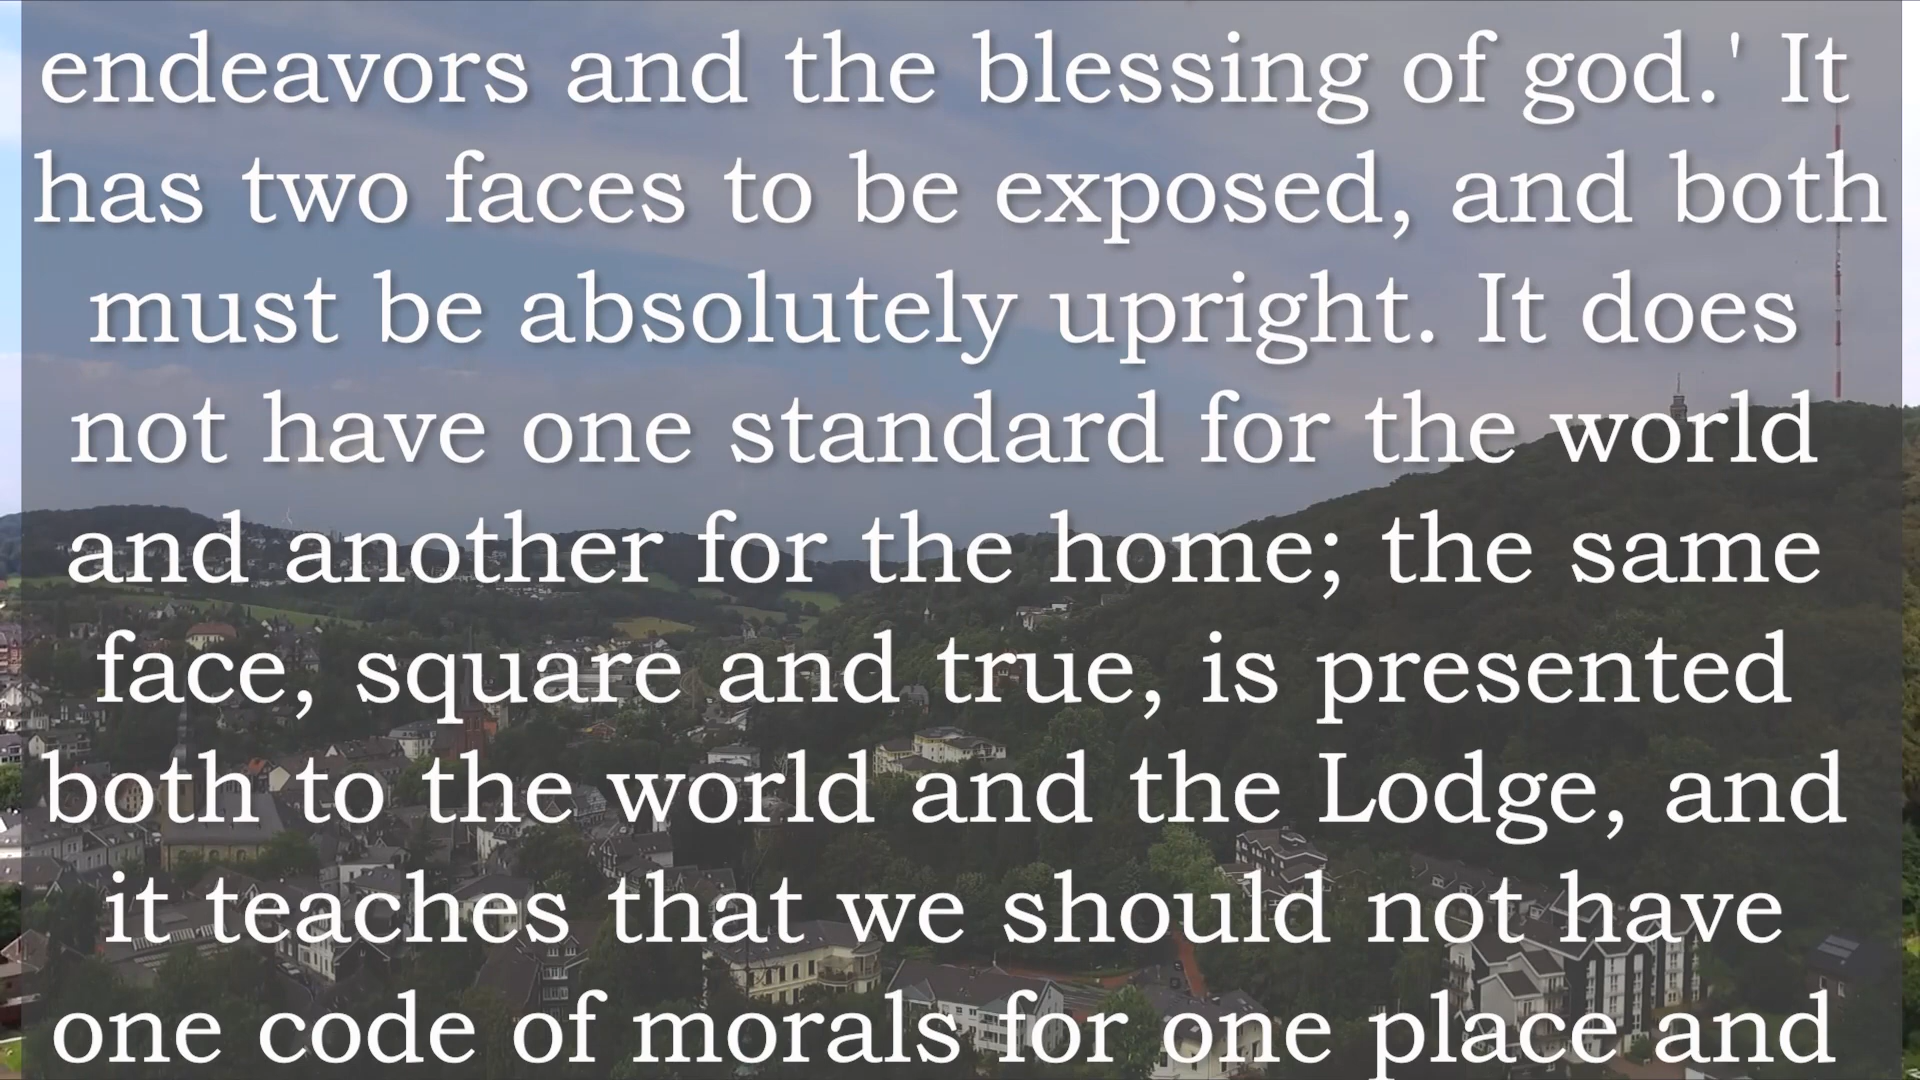 endeavors and the blessing of god.' It
has two faces to be exposed, and both
must be absolutely upright. It does
not have one standard for the world
and another for the home; the same
face, square and true, is presented
both to the world and the Lodge, and
it teaches that we should not have
one code of morals for one place and